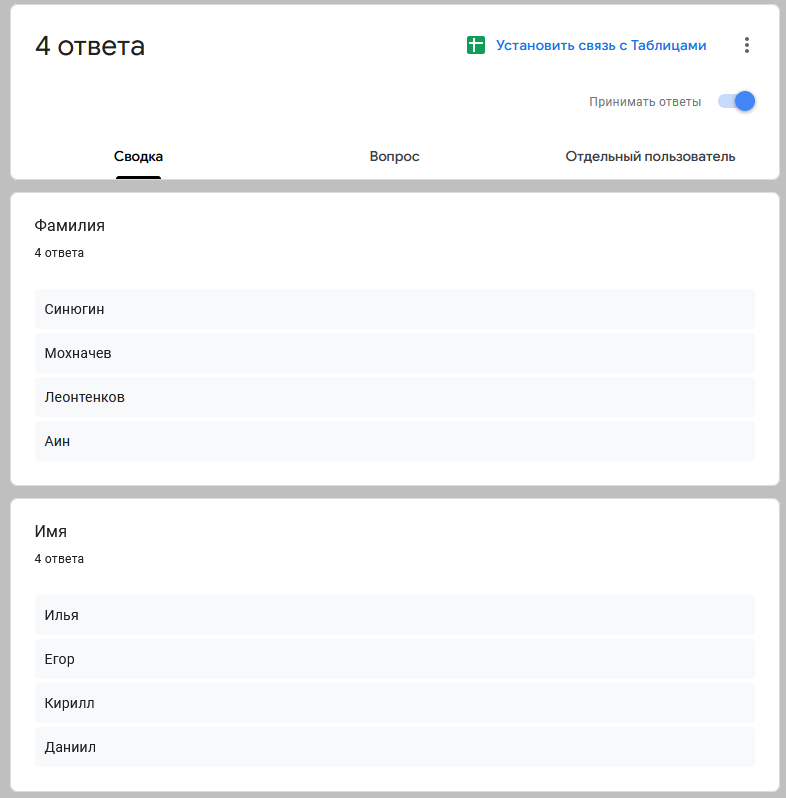 4 ответа
Установить связь с Таблицами
Принимать ответы
Сводка Вопрос Отдельный пользователь
Фамилия
4 ответа
Синюгин
Мохначев
Леонтенков
Аин
Имя
4 ответа
Илья
Егор
Кирилл
Даниил